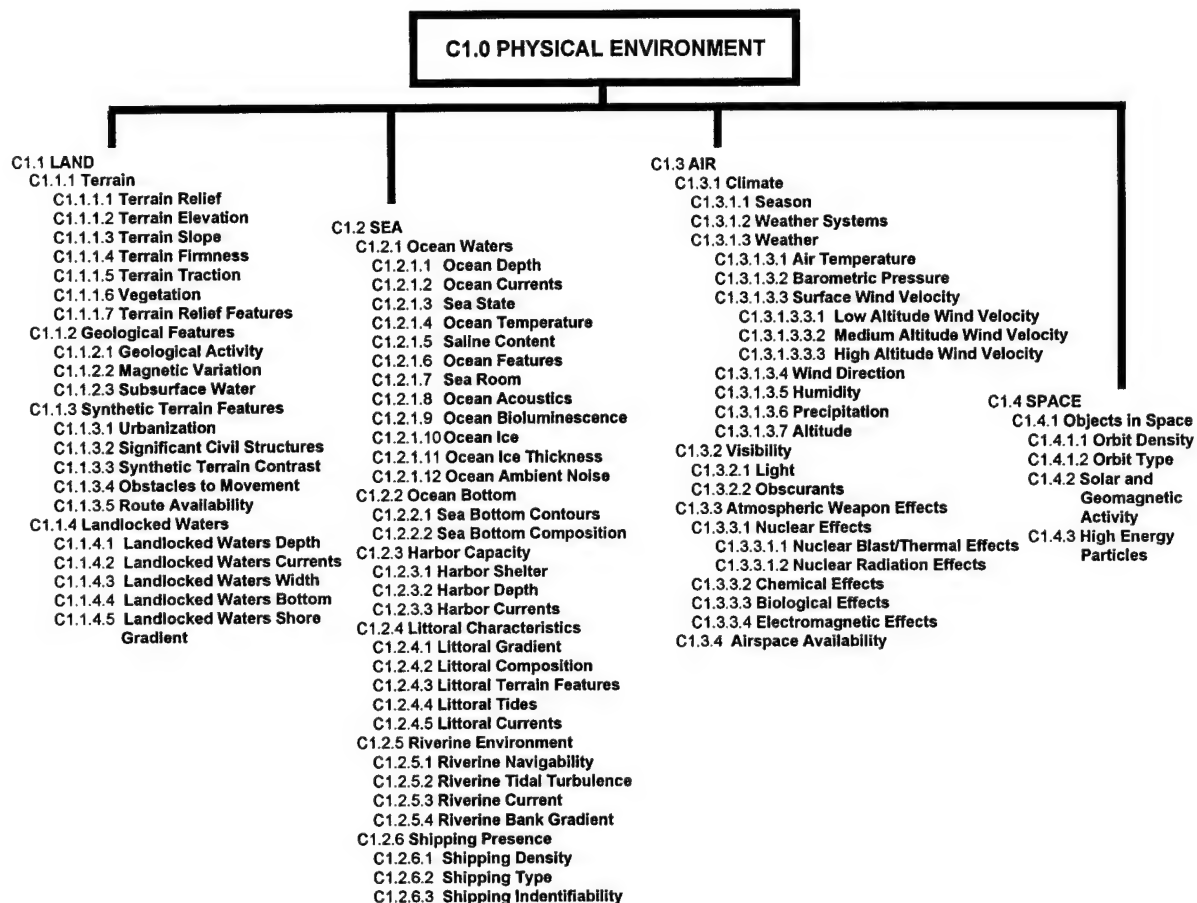 C1.0 PHYSICAL ENVIRONMENT
C1.1 LAND
C1.1.1 Terrain
C1.1.1.1 Terrain Relief
C1.1.1.2 Terrain Elevation
C1.1.1.3 Terrain Slope
C1.1.1.4 Terrain Firmness
C1.1.1.5 Terrain Traction
C1.1.1.6 Vegetation
C1.1.1.7 Terrain Relief Features
C1.1.2 Geological Features
C1.1.2.1 Geological Activity
C1.1.2.2 Magnetic Variation
C1.1.2.3 Subsurface Water
C1.1.3 Synthetic Terrain Features
C1.1.3.1 Urbanization
C1.1.3.2 Significant Civil Structures
C1.1.3.3 Synthetic Terrain Contrast
C1.1.3.4 Obstacles to Movement
C1.1.3.5 Route Availability
C1.1.4 Landlocked Waters
C1.1.4.1 Landlocked Waters Depth
C1.1.4.2 Landlocked Waters Currents
C1.1.4.3 Landlocked Waters Width
C1.1.4.4 Landlocked Waters Bottom
C1.1.4.5 Landlocked Waters Shore
Gradient
C1.2 SEA
C1.2.1 Ocean Waters
C1.2.1.1 Ocean Depth
C1.2.1.2 Ocean Currents
C1.2.1.3 Sea State
C1.2.1.4 Ocean Temperature
C1.2.1.5 Saline Content
C1.2.1.6 Ocean Features
C1.2.1.7 Sea Room
C1.2.1.8 Ocean Acoustics
C1.2.1.9 Ocean Bioluminescence
C1.2.1.10 Ocean Ice
C1.2.1.11 Ocean Ice Thickness
C1.2.1.12 Ocean Ambient Noise
C1.2.2 Ocean Bottom
C1.2.2.1 Sea Bottom Contours
C1.2.2.2 Sea Bottom Composition
C1.2.3 Harbor Capacity
C1.2.3.1 Harbor Shelter
C1.2.3.2 Harbor Depth
C1.2.3.3 Harbor Currents
C1.2.4 Littoral Characteristics
C1.2.4.1 Littoral Gradient
C1.2.4.2 Littoral Composition
C1.2.4.3 Littoral Terrain Features
C1.2.4.4 Littoral Tides
C1.2.4.5 Littoral Currents
C1.2.5 Riverine Environment
C1.2.5.1 Riverine Navigability
C1.2.5.2 Riverine Tidal Turbulence
C1.2.5.3 Riverine Current
C1.2.5.4 Riverine Bank Gradient
C1.2.6 Shipping Presence
C1.2.6.1 Shipping Density
C1.2.6.2 Shipping Type
C1.2.6.3 Shipping Indentifiability
C1.3 AIR
C1.3.1 Climate
C1.3.1.1 Season
C1.3.1.2 Weather Systems
C1.3.1.3 Weather
C1.3.1.3.1 Air Temperature
C1.3.1.3.2 Barometric Pressure
C1.3.1.3.3 Surface Wind Velocity
C1.3.1.3.3.1 Low Altitude Wind Velocity
C1.3.1.3.3.2 Medium Altitude Wind Velocity
C1.3.1.3.3.3 High Altitude Wind Velocity
C1.3.1.3.4 Wind Direction
C1.3.1.3.5 Humidity
C1.3.1.3.6 Precipitation
C1.3.1.3.7 Altitude
C1.3.2 Visibility
C1.3.2.1 Light
C1.3.2.2 Obscurants
C1.3.3 Atmospheric Weapon Effects
C1.3.3.1 Nuclear Effects
C1.3.3.1.1 Nuclear Blast/Thermal Effects
C1.3.3.1.2 Nuclear Radiation Effects
C1.3.3.2 Chemical Effects
C1.3.3.3 Biological Effects
C1.3.3.4 Electromagnetic Effects
C1.3.4 Airspace Availability
C1.4 SPACE
C1.4.1 Objects in Space
C1.4.1.1 Orbit Density
C1.4.1.2 Orbit Type
C1.4.2 Solar and
Geomagnetic
Activity
C1.4.3 High Energy
Particles